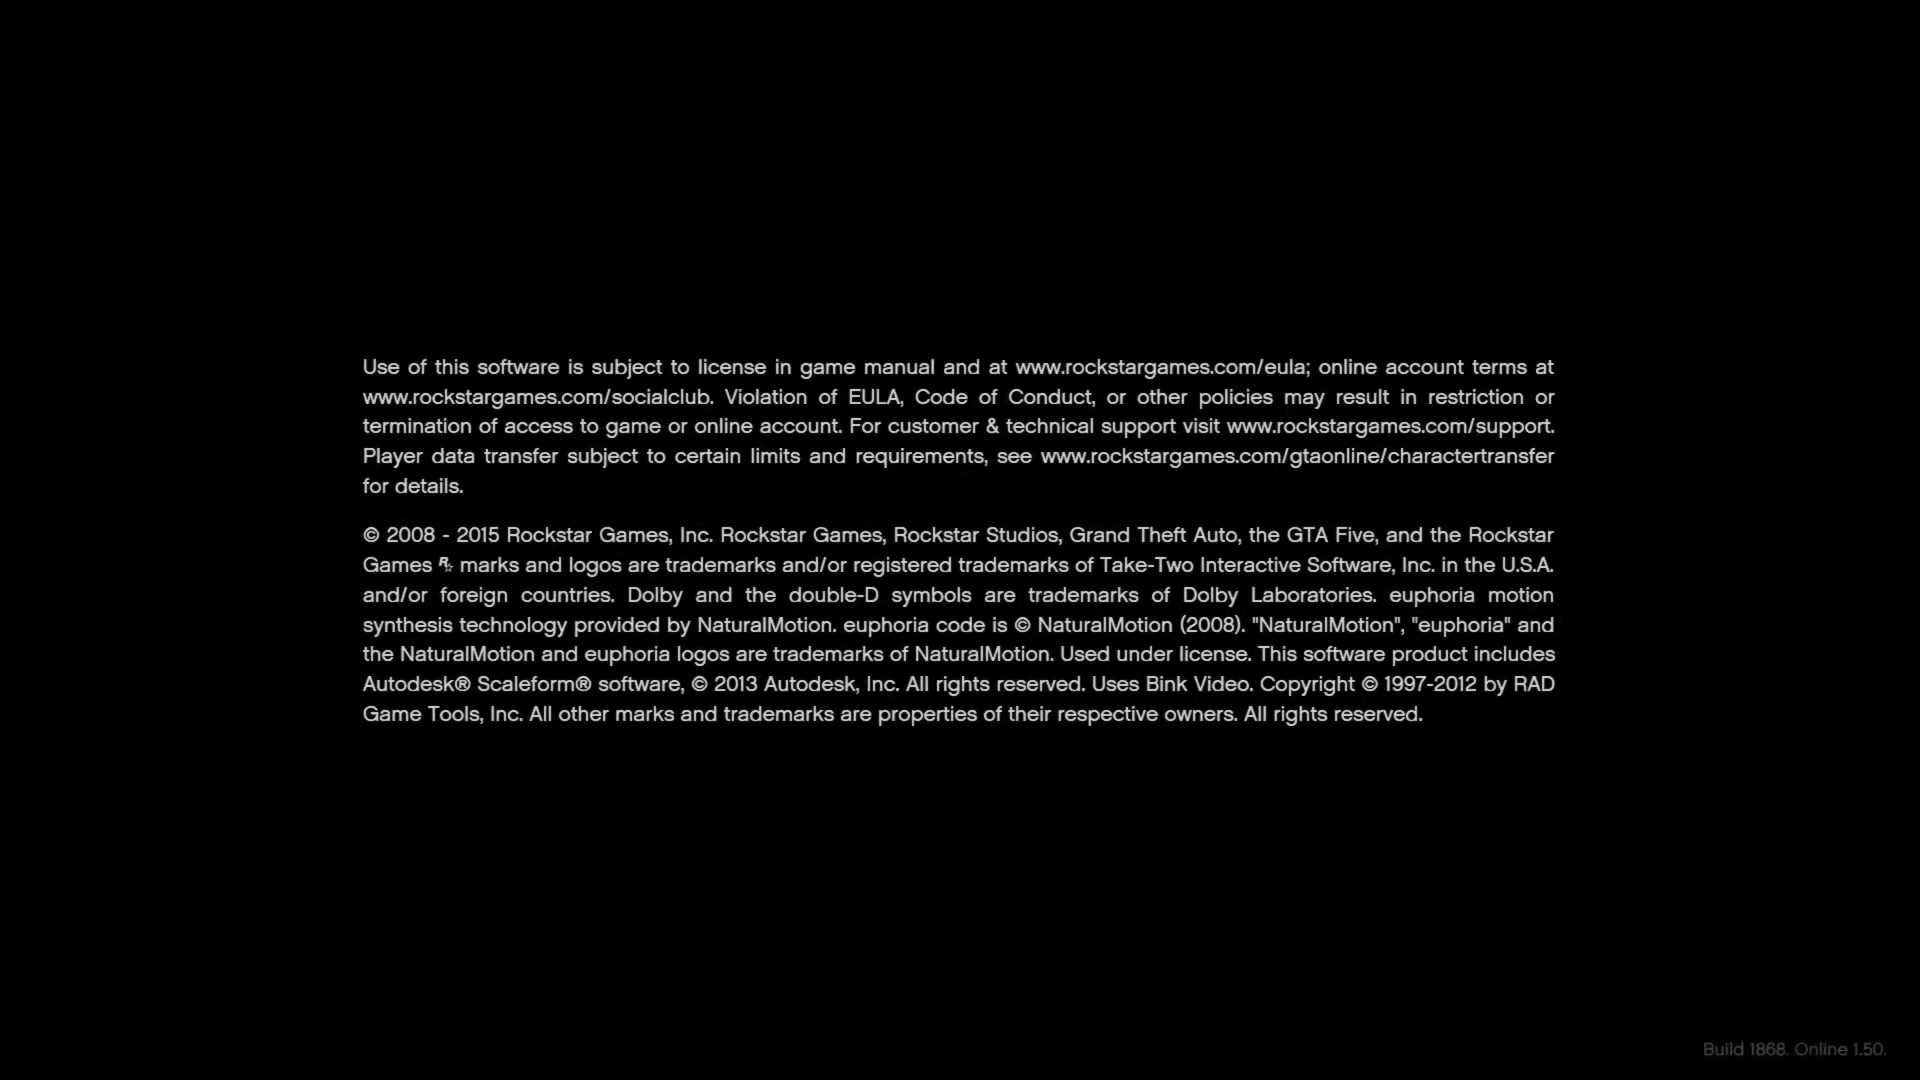 Use of this software is subject to license in game manual and at www.rockstargames.com/eula; online account terms at
www.rockstargames.com/socialclub. Violation of EULA, Code of Conduct, or other policies may result in restriction or
termination of access to game or online account. For customer & technical support visit www.rockstargames.com/support.
Player data transfer subject to certain limits and requirements, see www.rockstargames.com/gtaonline/charactertransfer
for details.
© 2008 - 2015 Rockstar Games, Inc. Rockstar Games, Rockstar Studios, Grand Theft Auto, the GTA Five, and the Rockstar
Games R☆ marks and logos are trademarks and/or registered trademarks of Take-Two Interactive Software, Inc. in the U.S.A.
and/or foreign countries. Dolby and the double-D symbols are trademarks of Dolby Laboratories. euphoria motion
synthesis technology provided by NaturalMotion. euphoria code is © NaturalMotion (2008). "NaturalMotion", "euphoria" and
the NaturalMotion and euphoria logos are trademarks of NaturalMotion. Used under license. This software product includes
Autodesk® Scaleform® software, © 2013 Autodesk, Inc. All rights reserved. Uses Bink Video. Copyright © 1997-2012 by RAD
Game Tools, Inc. All other marks and trademarks are properties of their respective owners. All rights reserved.
Build 1868. Online 1.50.